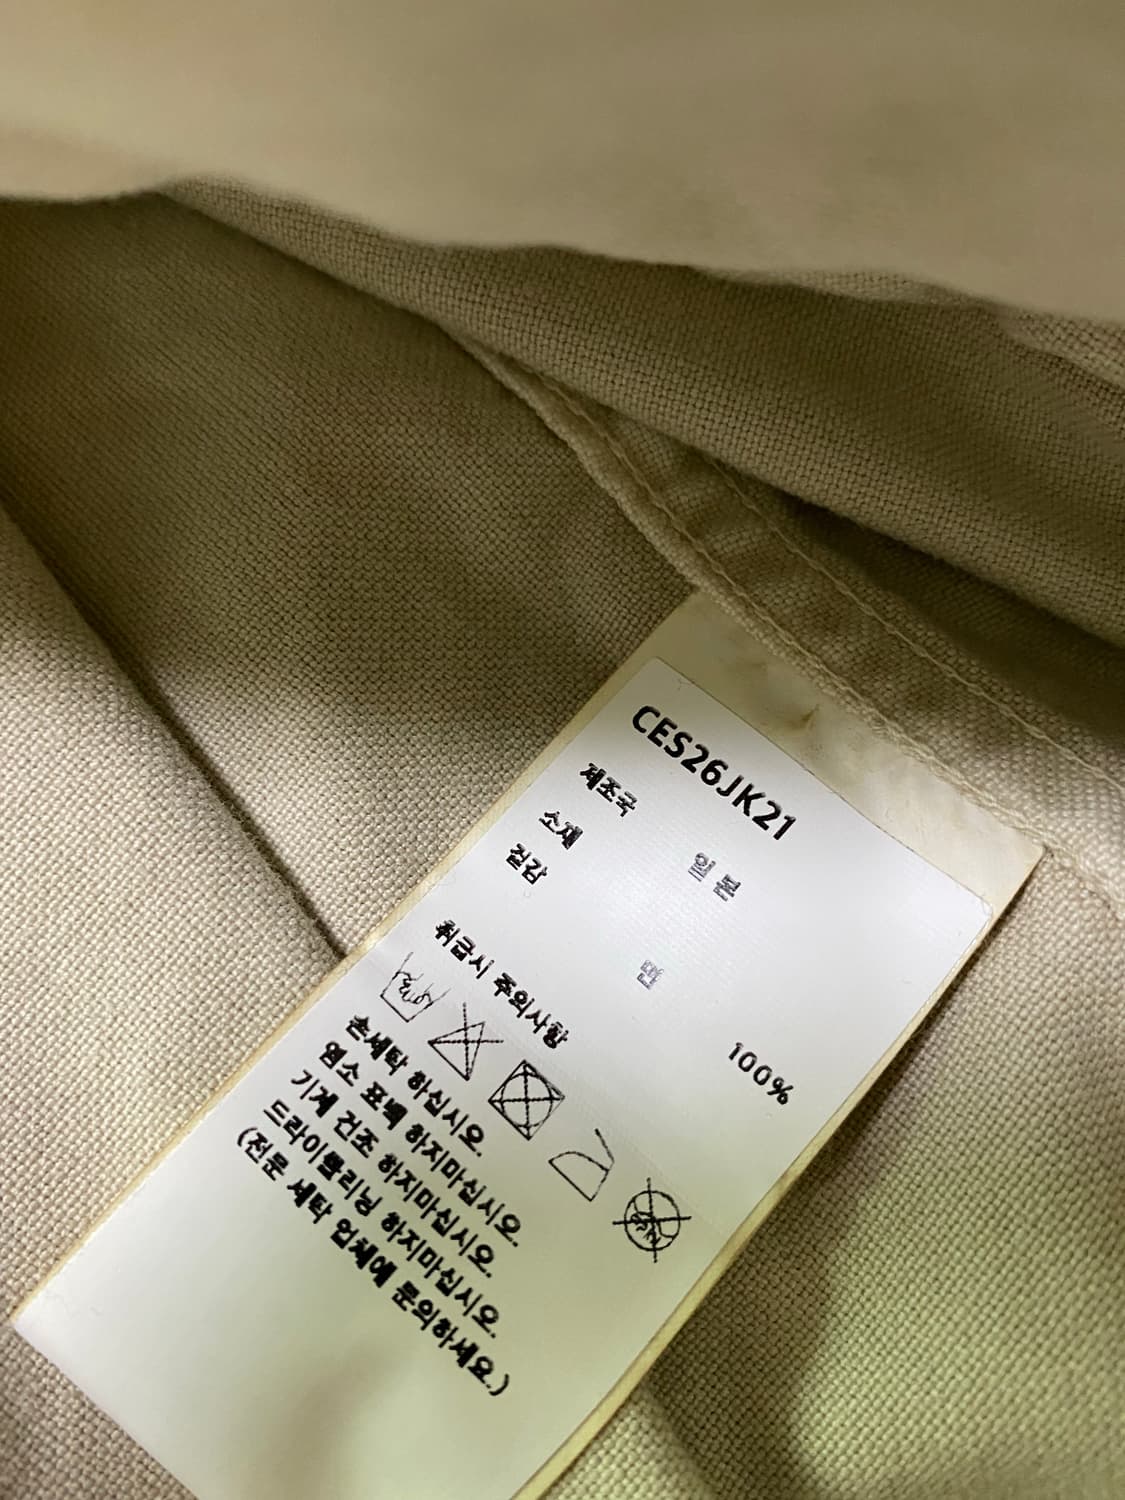 CES26JK21
제조국 일본
소재
겉감 면 100%
취급시 주의사항
손세탁 하십시오.
염소 표백 하지마십시오.
기계 건조 하지마십시오.
드라이클리닝 하지마십시오.
(전문 세탁 업체에 문의하세요.)